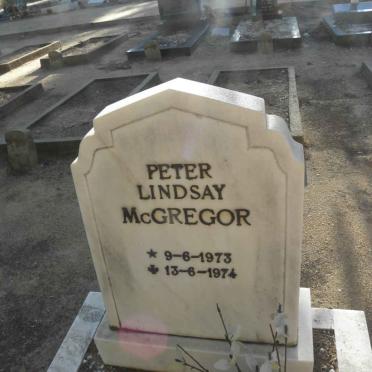 PETER
LINDSAY
McGREGOR
★ 9-6-1973
✠ 13-6-1974